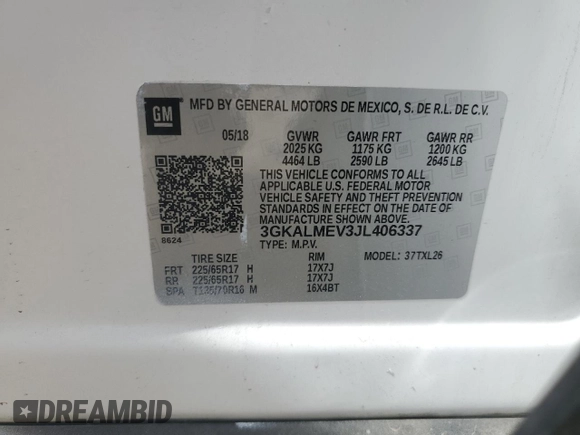 GM
MFD BY GENERAL MOTORS DE MEXICO, S. DE R.L. DE C.V.
05/18 GVWR GAWR FRT GAWR RR
2025 KG 1175 KG 1200 KG
4464 LB 2590 LB 2645 LB
THIS VEHICLE CONFORMS TO ALL
APPLICABLE U.S. FEDERAL MOTOR
VEHICLE SAFETY AND THEFT PREVENTION
STANDARDS IN EFFECT ON THE DATE OF
MANUFACTURE SHOWN ABOVE.
3GKALMEV3JL406337
8624
TYPE: M.P.V. MODEL: 37TXL26
TIRE SIZE RIM
FRT 225/65R17 H 17X7J
RR 225/65R17 H 17X7J
SPA T135/70R16 M 16X4BT
DREAMBID